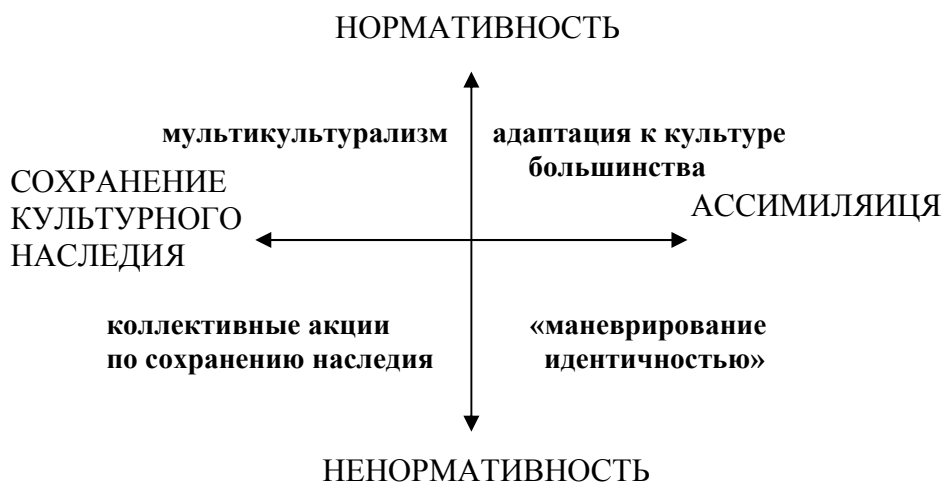 НОРМАТИВНОСТЬ
мультикультурализм
адаптация к культуре
большинства
СОХРАНЕНИЕ
КУЛЬТУРНОГО
НАСЛЕДИЯ
АССИМИЛЯИЦЯ
коллективные акции
по сохранению наследия
«маневрирование
идентичностью»
НЕНОРМАТИВНОСТЬ